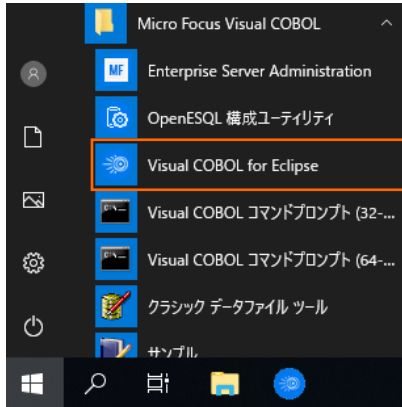 Micro Focus Visual COBOL
MF
Enterprise Server Administration
OpenESQL 構成ユーティリティ
Visual COBOL for Eclipse
Visual COBOL コマンドプロンプト (32-...
Visual COBOL コマンドプロンプト (64-...
クラシック データファイル ツール
サンプル